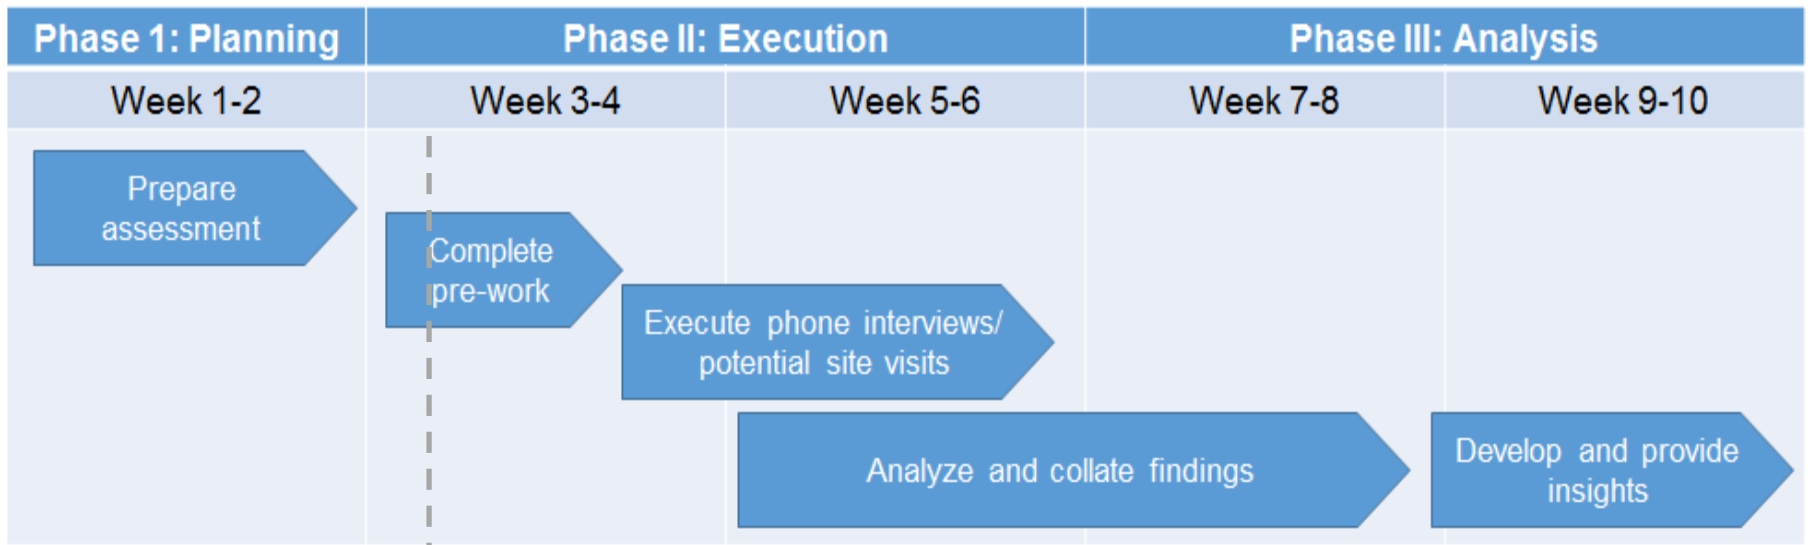 Phase 1: Planning
Phase II: Execution
Phase III: Analysis
Week 1-2
Week 3-4
Week 5-6
Week 7-8
Week 9-10
Prepare
assessment
Complete
pre-work
Execute phone interviews/
potential site visits
Analyze and collate findings
Develop and provide
insights